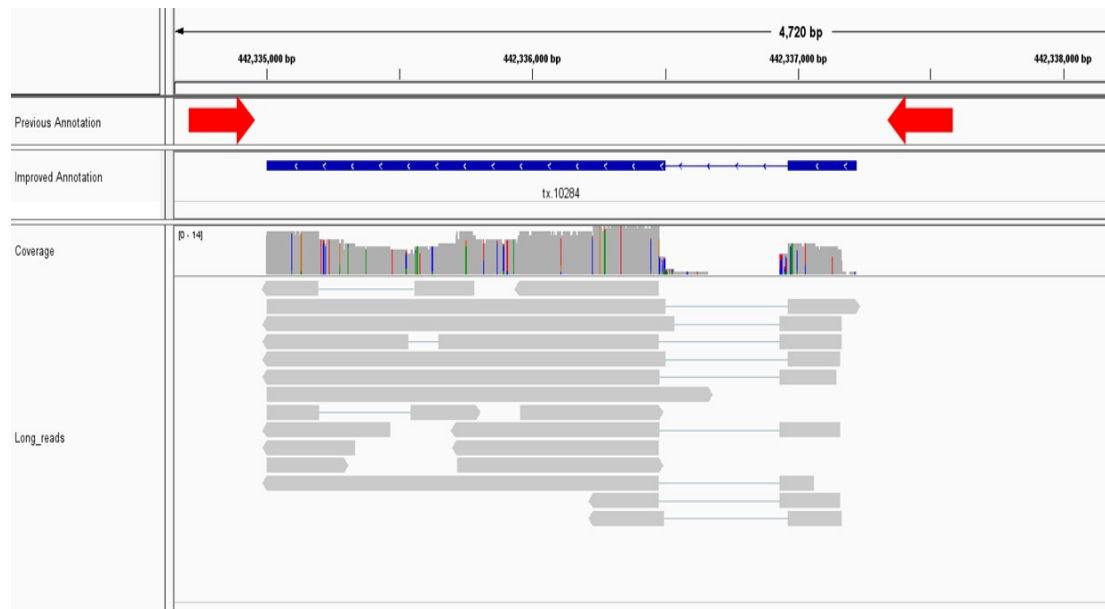 4,720 bp
442,335,000 bp 442,336,000 bp 442,337,000 bp 442,338,000 bp
Previous Annotation
Improved Annotation
tx.10284
Coverage
[0 - 14]
Long_reads